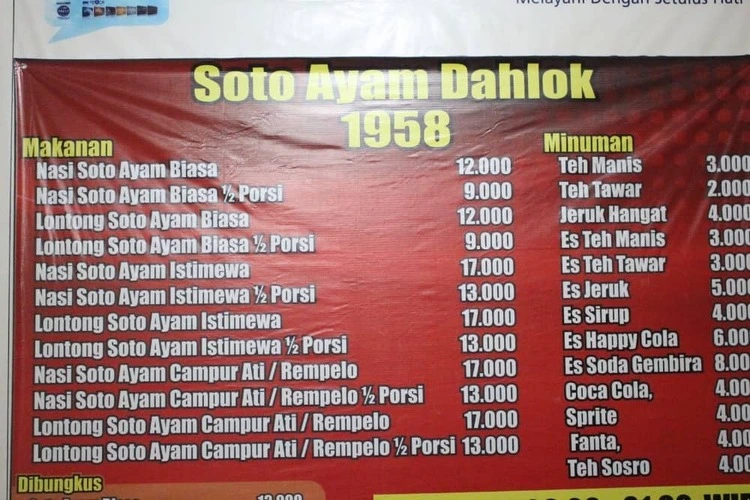 Melayani Dengan Setulus Hati
Soto Ayam Dahlok
1958
Makanan
Nasi Soto Ayam Biasa 12.000
Nasi Soto Ayam Biasa ½ Porsi 9.000
Lontong Soto Ayam Biasa 12.000
Lontong Soto Ayam Biasa ½ Porsi 9.000
Nasi Soto Ayam Istimewa 17.000
Nasi Soto Ayam Istimewa ½ Porsi 13.000
Lontong Soto Ayam Istimewa 17.000
Lontong Soto Ayam Istimewa ½ Porsi 13.000
Nasi Soto Ayam Campur Ati / Rempelo 17.000
Nasi Soto Ayam Campur Ati / Rempelo ½ Porsi 13.000
Lontong Soto Ayam Campur Ati / Rempelo 17.000
Lontong Soto Ayam Campur Ati / Rempelo ½ Porsi 13.000
Minuman
Teh Manis 3.000
Teh Tawar 2.000
Jeruk Hangat 4.000
Es Teh Manis 3.000
Es Teh Tawar 3.000
Es Jeruk 5.000
Es Sirup 4.000
Es Happy Cola 6.000
Es Soda Gembira 8.000
Coca Cola, 4.00
Sprite 4.00
Fanta, 4.00
Teh Sosro 4.00
Dibungkus